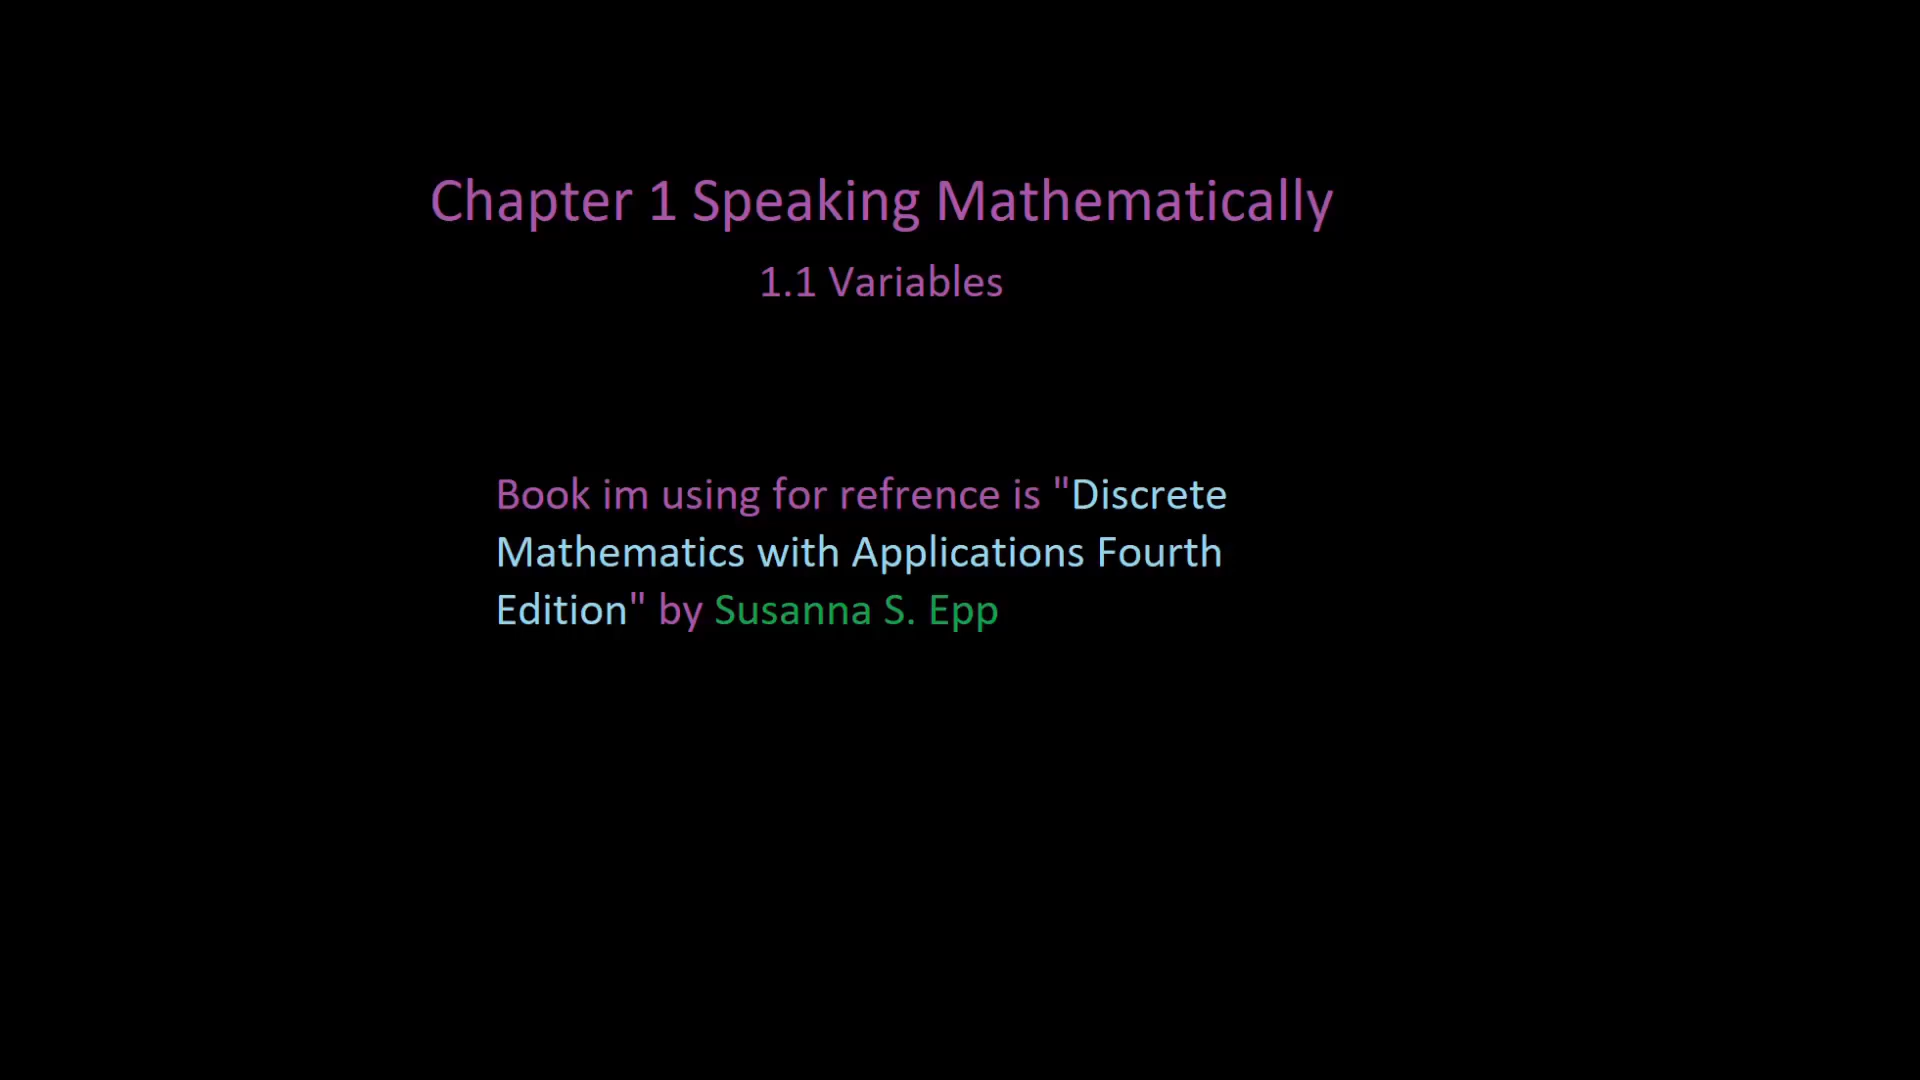 Chapter 1 Speaking Mathematically
1.1 Variables
Book im using for refrence is "Discrete
Mathematics with Applications Fourth
Edition" by Susanna S. Epp